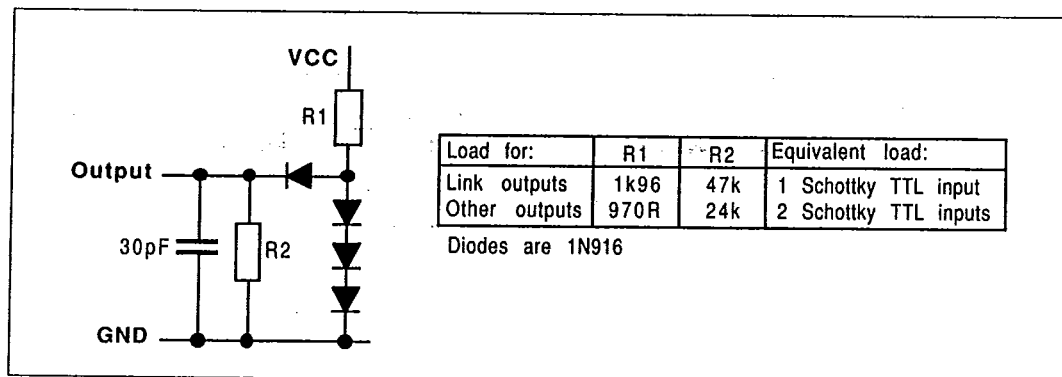 VCC
R1
Output
30pF
R2
GND
Load for: R1 R2 Equivalent load:
Link outputs 1k96 47k 1 Schottky TTL input
Other outputs 970R 24k 2 Schottky TTL inputs
Diodes are 1N916